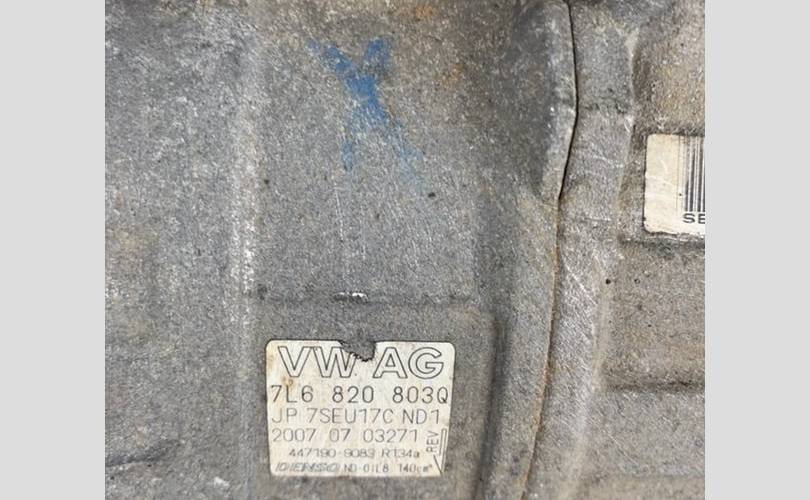 VW AG
7L6 820 803Q
JP 7SEU17C ND1
2007 07 03271
REV
447190-9083 R134a
DENSO ND-OIL8 140cm³
SE